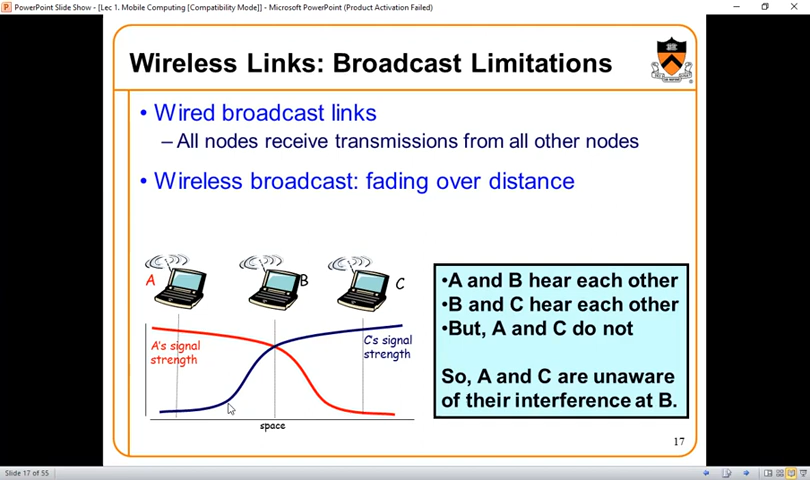 PowerPoint Slide Show - [Lec 1. Mobile Computing [Compatibility Mode]] - Microsoft PowerPoint (Product Activation Failed)
Wireless Links: Broadcast Limitations
• Wired broadcast links
– All nodes receive transmissions from all other nodes
• Wireless broadcast: fading over distance
A
B
C
A's signal
strength
C's signal
strength
space
•A and B hear each other
•B and C hear each other
•But, A and C do not
So, A and C are unaware
of their interference at B.
17
Slide 17 of 55